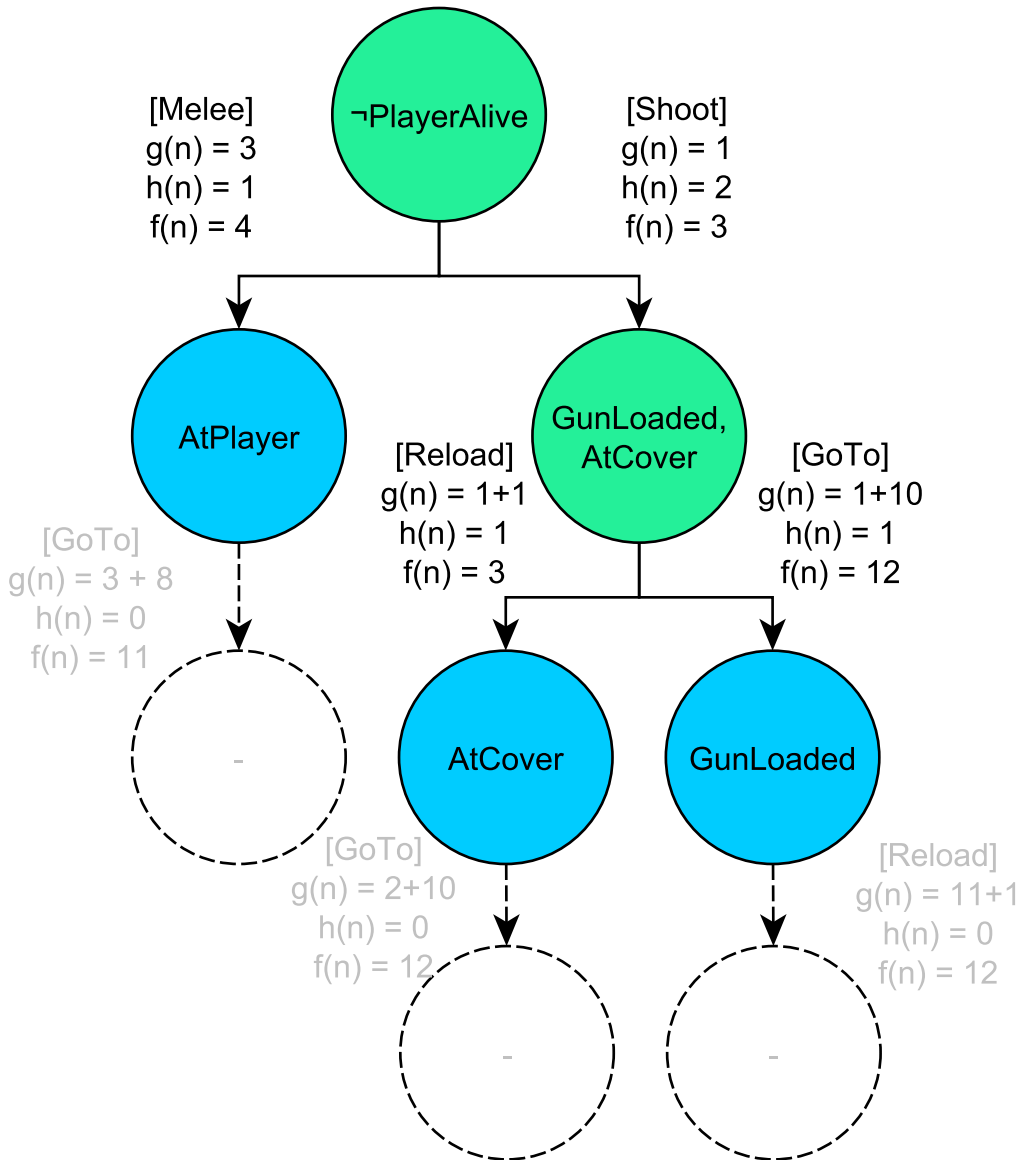 ¬PlayerAlive
[Melee]
g(n) = 3
h(n) = 1
f(n) = 4
[Shoot]
g(n) = 1
h(n) = 2
f(n) = 3
AtPlayer
GunLoaded,
AtCover
[GoTo]
g(n) = 3 + 8
h(n) = 0
f(n) = 11
[Reload]
g(n) = 1+1
h(n) = 1
f(n) = 3
[GoTo]
g(n) = 1+10
h(n) = 1
f(n) = 12
-
AtCover
GunLoaded
[GoTo]
g(n) = 2+10
h(n) = 0
f(n) = 12
[Reload]
g(n) = 11+1
h(n) = 0
f(n) = 12
-
-